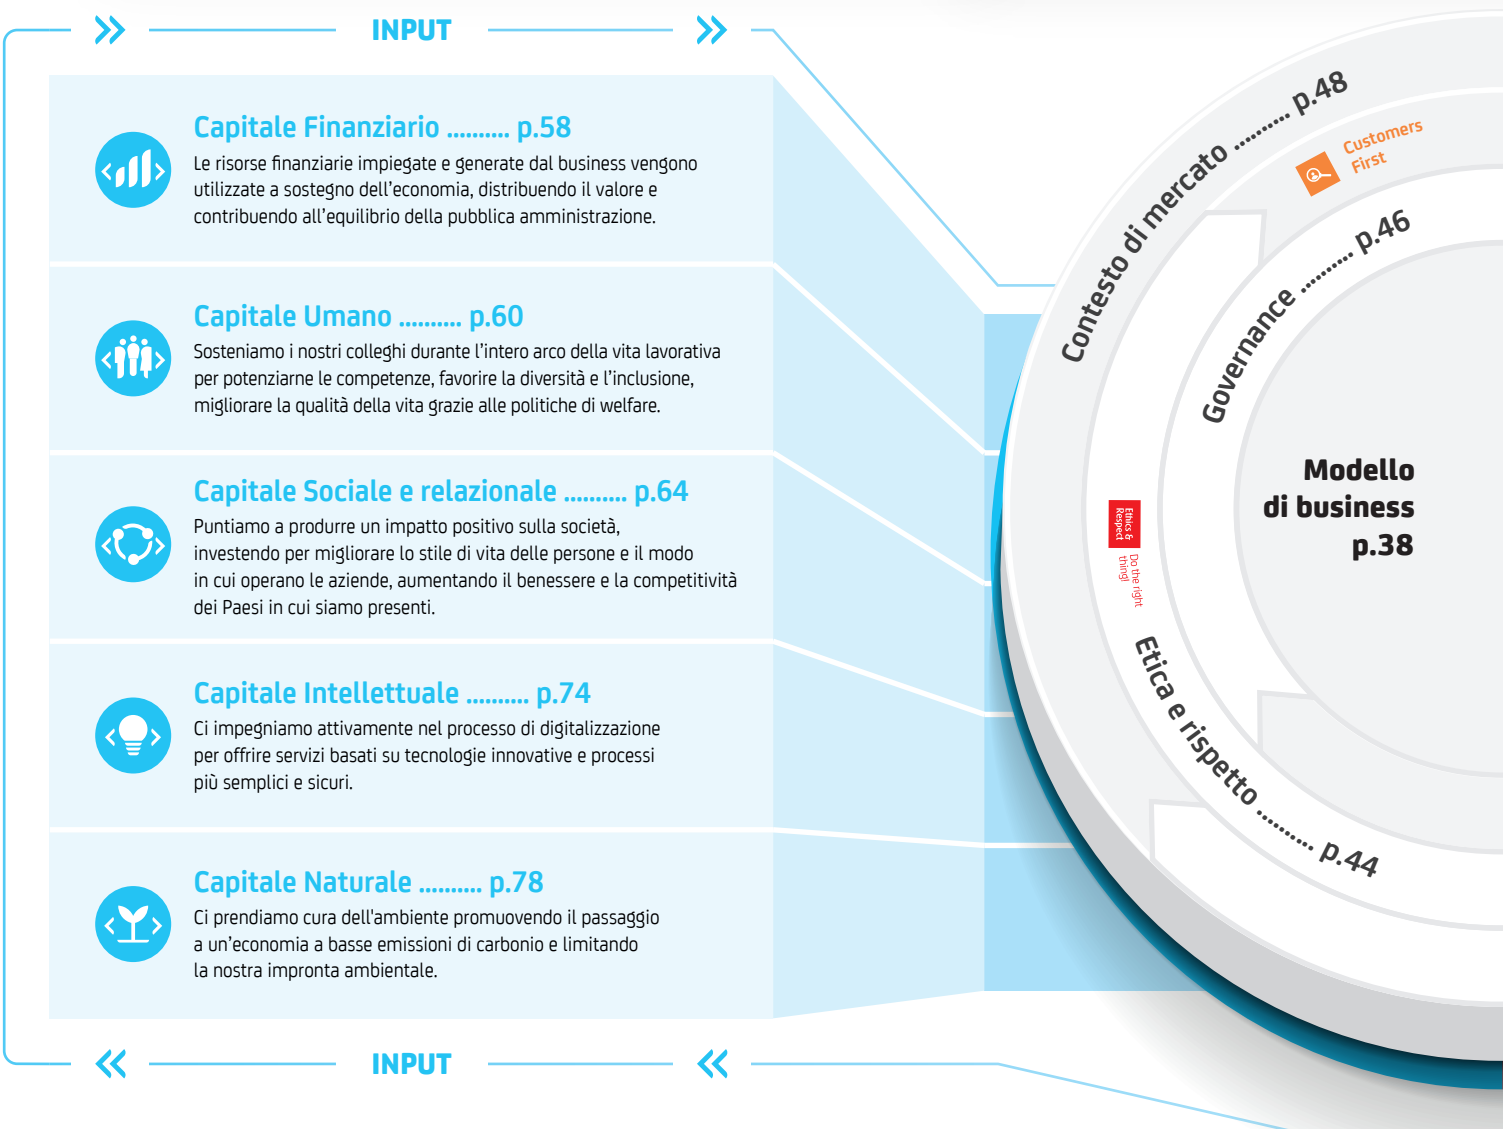 INPUT
Capitale Finanziario .......... p.58
Le risorse finanziarie impiegate e generate dal business vengono
utilizzate a sostegno dell’economia, distribuendo il valore e
contribuendo all’equilibrio della pubblica amministrazione.
Capitale Umano .......... p.60
Sosteniamo i nostri colleghi durante l’intero arco della vita lavorativa
per potenziarne le competenze, favorire la diversità e l’inclusione,
migliorare la qualità della vita grazie alle politiche di welfare.
Capitale Sociale e relazionale .......... p.64
Puntiamo a produrre un impatto positivo sulla società,
investendo per migliorare lo stile di vita delle persone e il modo
in cui operano le aziende, aumentando il benessere e la competitività
dei Paesi in cui siamo presenti.
Capitale Intellettuale .......... p.74
Ci impegniamo attivamente nel processo di digitalizzazione
per offrire servizi basati su tecnologie innovative e processi
più semplici e sicuri.
Capitale Naturale .......... p.78
Ci prendiamo cura dell'ambiente promuovendo il passaggio
a un’economia a basse emissioni di carbonio e limitando
la nostra impronta ambientale.
INPUT
Contesto di mercato .......... p.48
Customers
First
Governance .......... p.46
Modello
di business
p.38
Ethics &
Respect
Do the right
thing!
Etica e rispetto .......... p.44